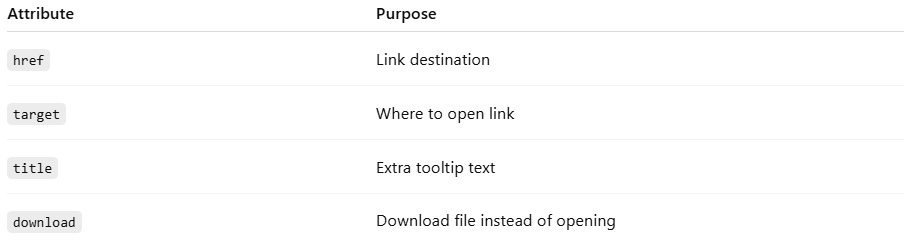 Attribute Purpose
href Link destination
target Where to open link
title Extra tooltip text
download Download file instead of opening